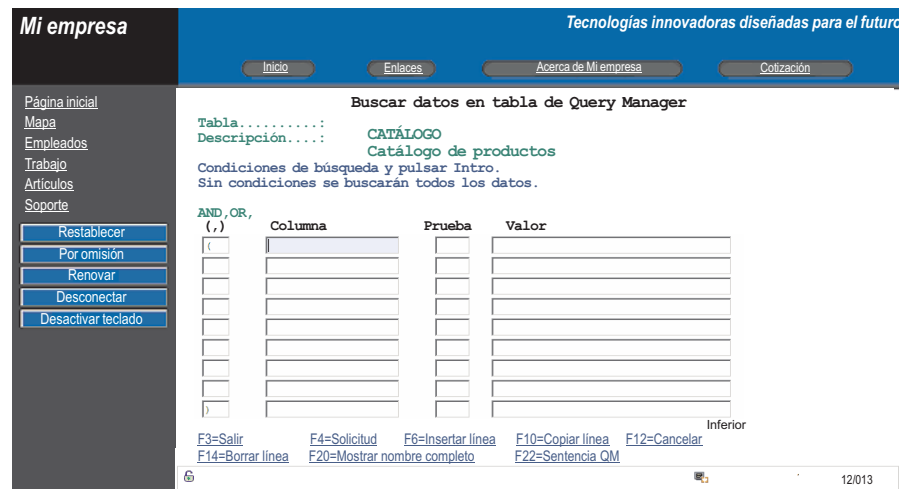 Mi empresa
Tecnologías innovadoras diseñadas para el futuro
Inicio Enlaces Acerca de Mi empresa Cotización
Página inicial
Mapa
Empleados
Trabajo
Artículos
Soporte
Restablecer
Por omisión
Renovar
Desconectar
Desactivar teclado
Buscar datos en tabla de Query Manager
Tabla..........: CATÁLOGO
Descripción....: Catálogo de productos
Condiciones de búsqueda y pulsar Intro.
Sin condiciones se buscarán todos los datos.
AND,OR,
(,) Columna Prueba Valor
(
)
Inferior
F3=Salir F4=Solicitud F6=Insertar línea F10=Copiar línea F12=Cancelar
F14=Borrar línea F20=Mostrar nombre completo F22=Sentencia QM
12/013